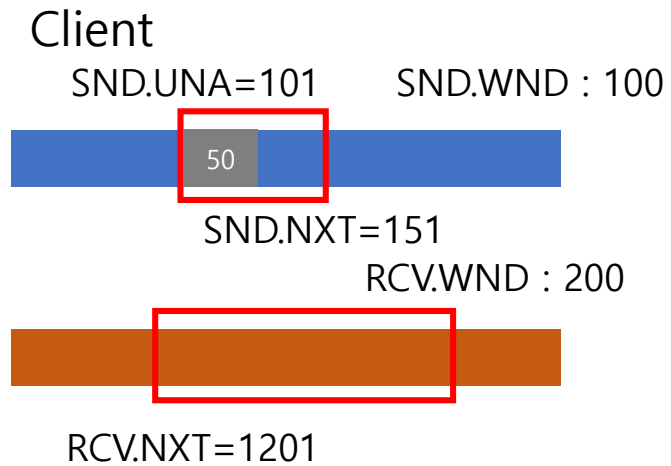 Client
SND.UNA=101 SND.WND : 100
50
SND.NXT=151
RCV.WND : 200
RCV.NXT=1201